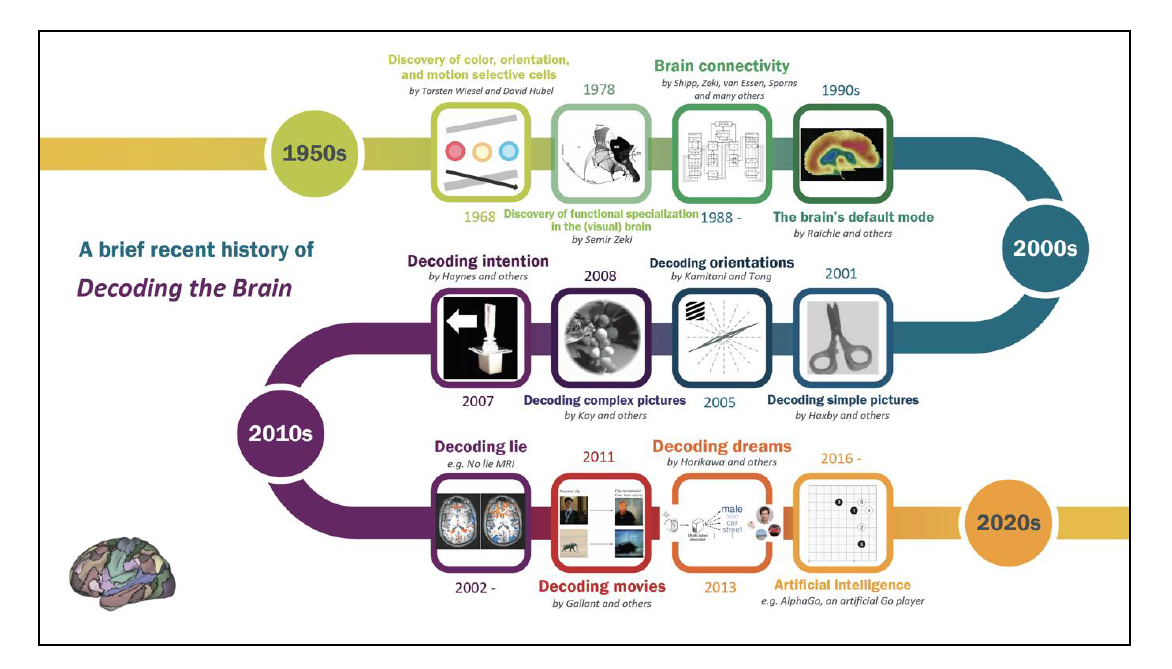 Discovery of color, orientation,
and motion selective cells
by Torsten Wiesel and David Hubel
1978
Brain connectivity
by Shipp, Zeki, van Essen, Sporns
and many others
1990s
1950s
1968
Discovery of functional specialization
in the (visual) brain
by Semir Zeki
1988 -
The brain's default mode
by Raichle and others
2000s
A brief recent history of
Decoding the Brain
Decoding intention
by Haynes and others
2008
Decoding orientations
by Kamitani and Tong
2001
2007
Decoding complex pictures
by Kay and others
2005
Decoding simple pictures
by Haxby and others
2010s
Decoding lie
e.g. No lie MRI
2011
Decoding dreams
by Horikawa and others
2016 -
male
car
street
2020s
2002 -
Decoding movies
by Gallant and others
2013
Artificial intelligence
e.g. AlphaGo, an artificial Go player